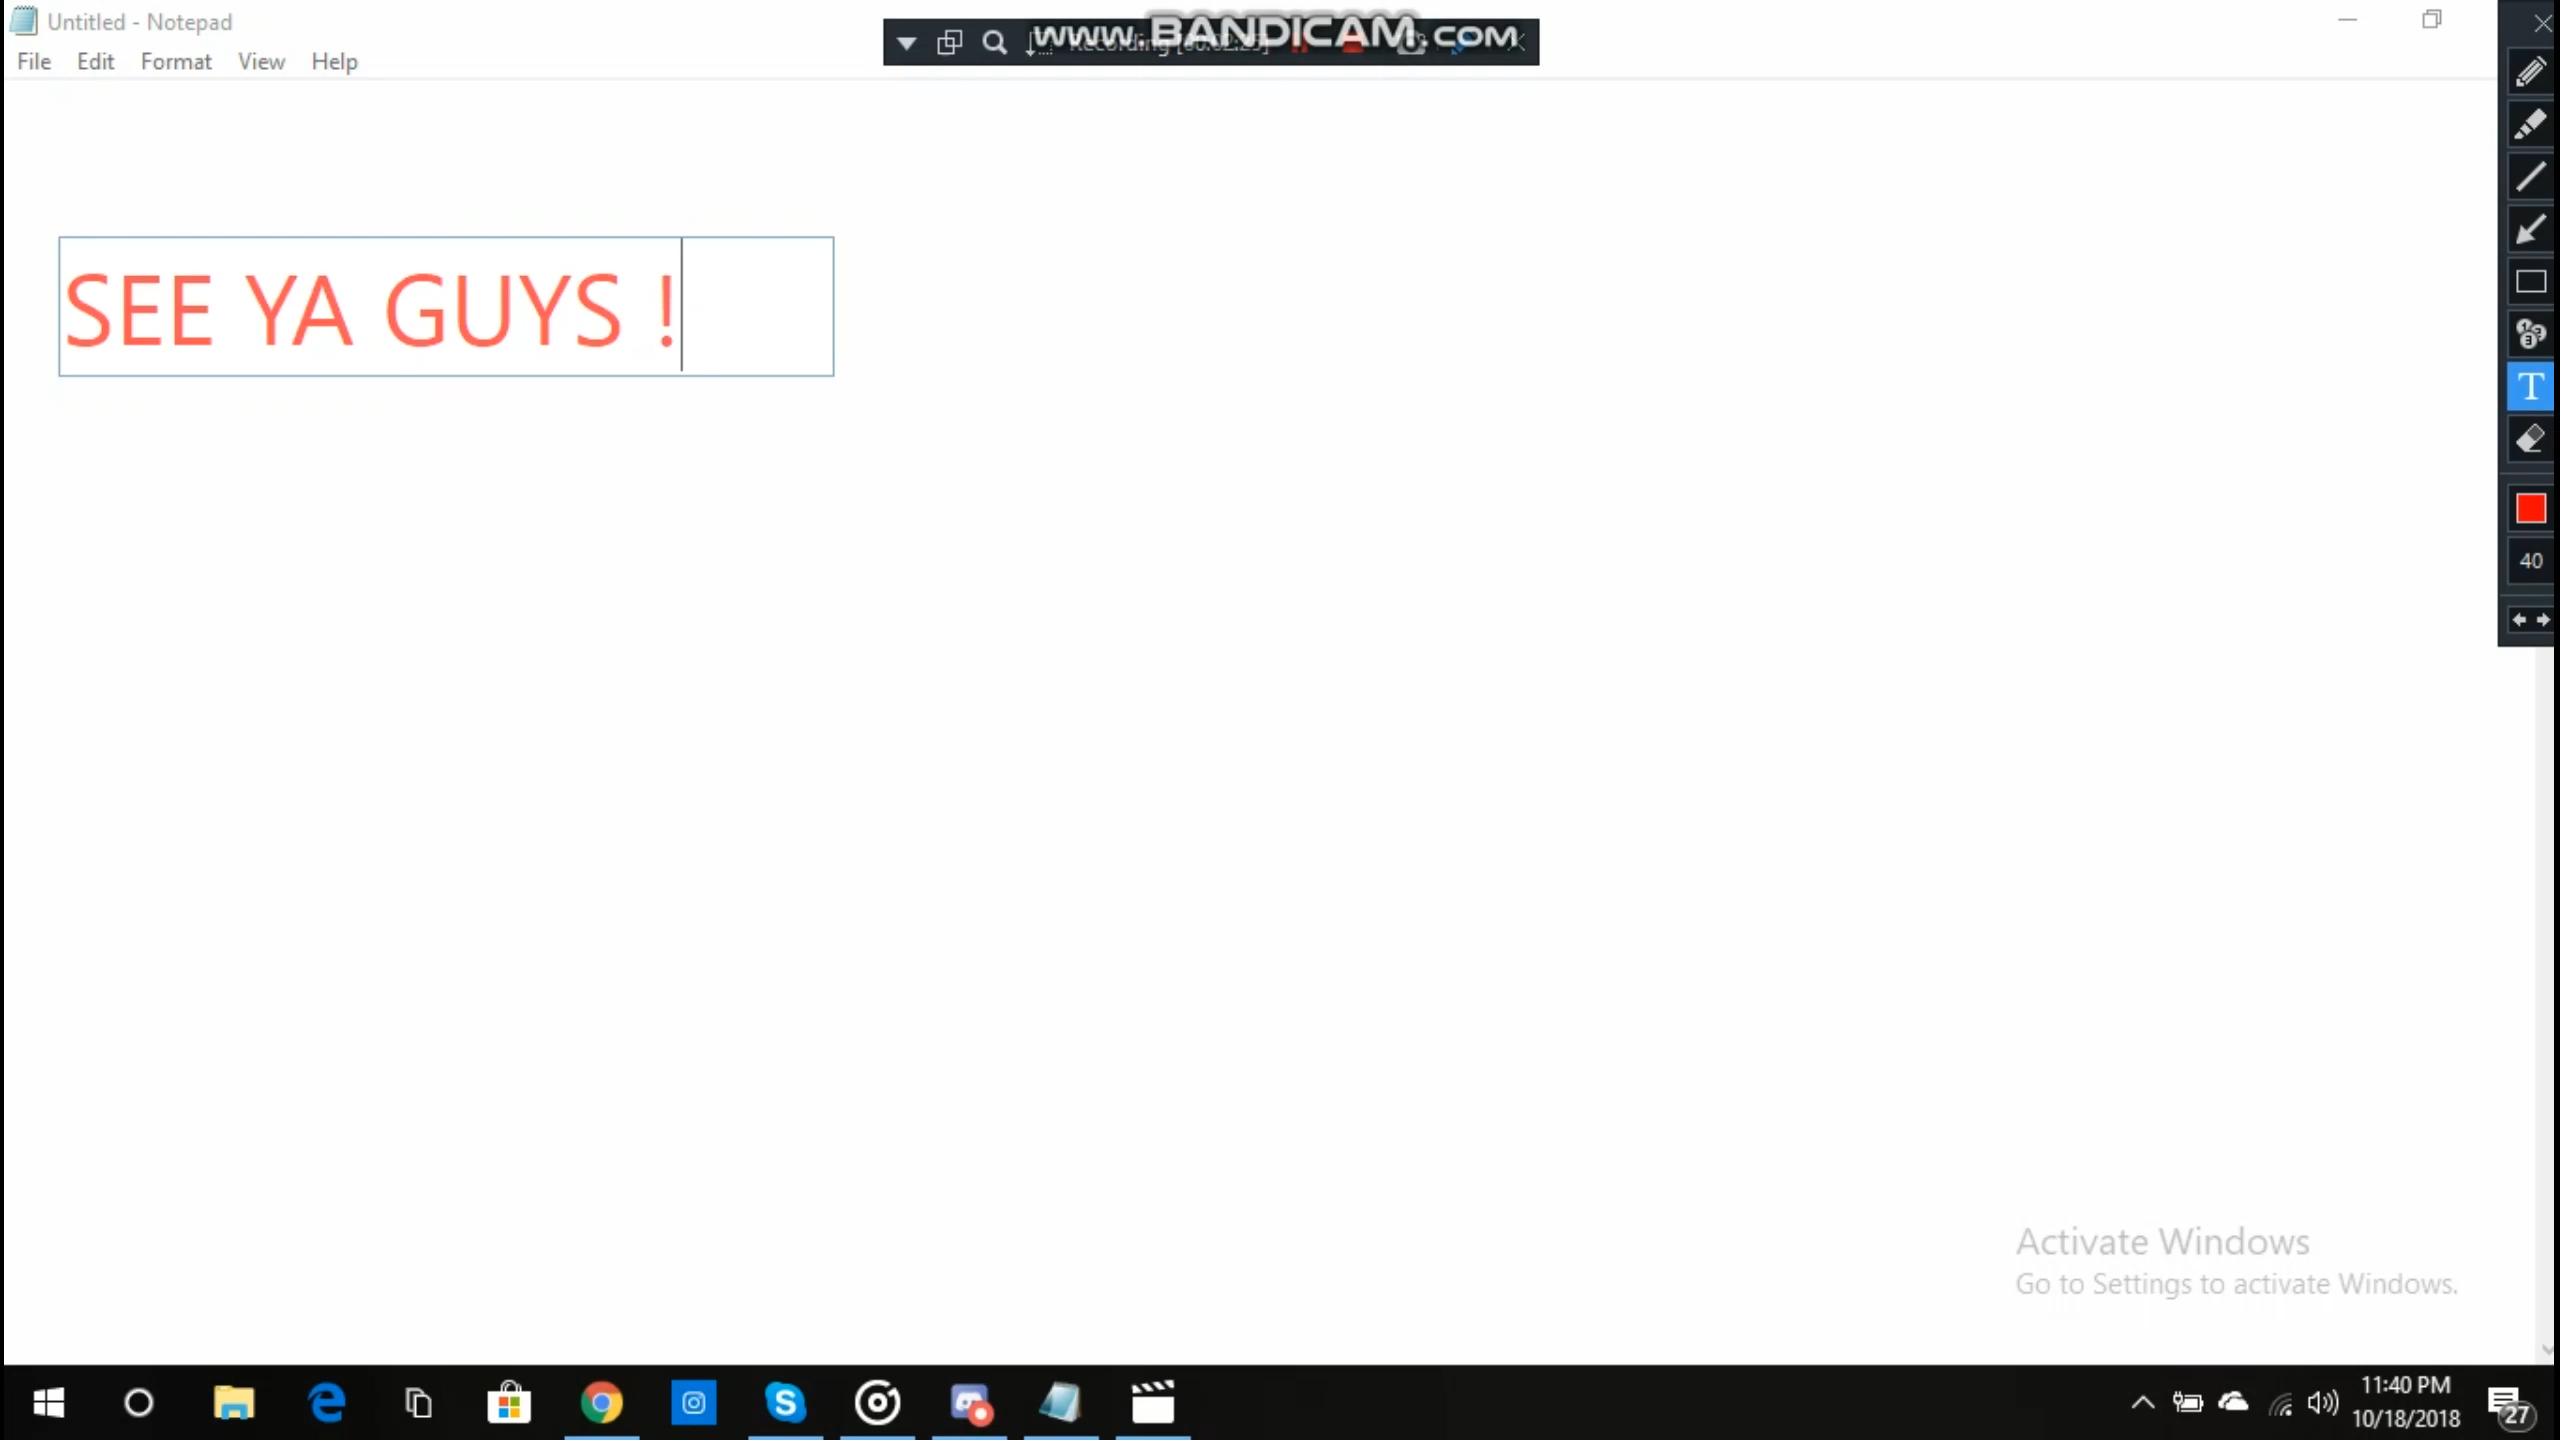 Untitled - Notepad
www.BANDICAM.com
Recording
File Edit Format View Help
SEE YA GUYS !
T
40
Activate Windows
Go to Settings to activate Windows.
11:40 PM
10/18/2018
27